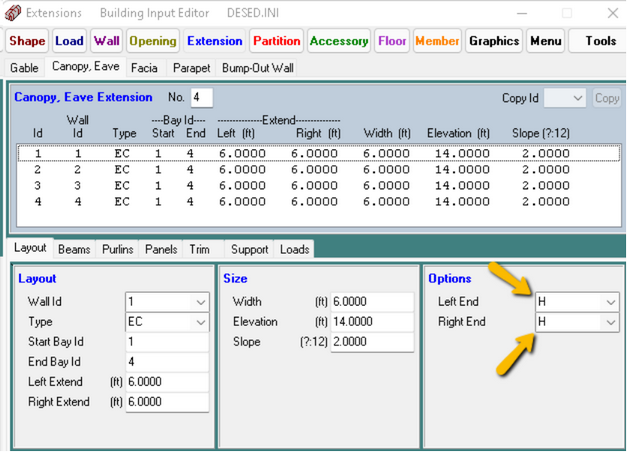 Extensions Building Input Editor DESED.INI
Shape Load Wall Opening Extension Partition Accessory Floor Member Graphics Menu Tools
Gable Canopy, Eave Facia Parapet Bump-Out Wall
Canopy, Eave Extension No. 4 Copy Id Copy
Wall ----Bay Id---- --------------Extend--------------
Id Id Type Start End Left (ft) Right (ft) Width (ft) Elevation (ft) Slope (?:12)
1 1 EC 1 4 6.0000 6.0000 6.0000 14.0000 2.0000
2 2 EC 1 4 6.0000 6.0000 6.0000 14.0000 2.0000
3 3 EC 1 4 6.0000 6.0000 6.0000 14.0000 2.0000
4 4 EC 1 4 6.0000 6.0000 6.0000 14.0000 2.0000
Layout Beams Purlins Panels Trim Support Loads
Layout Size Options
Wall Id 1 Width (ft) 6.0000 Left End H
Type EC Elevation (ft) 14.0000 Right End H
Start Bay Id 1 Slope (?:12) 2.0000
End Bay Id 4
Left Extend (ft) 6.0000
Right Extend (ft) 6.0000